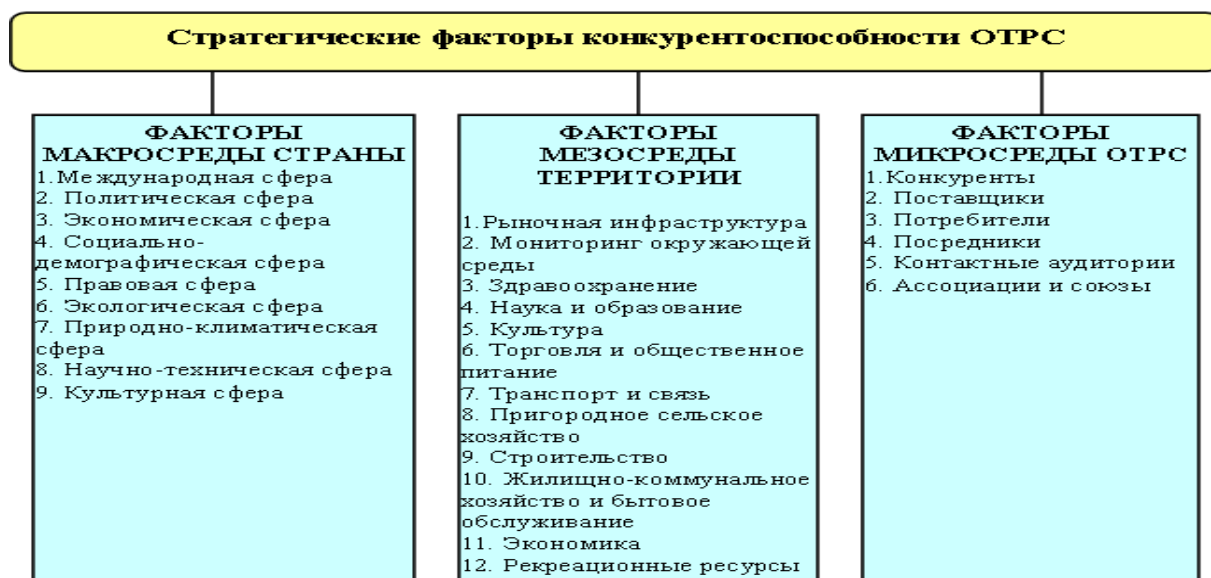 Стратегические факторы конкурентоспособности ОТРС
ФАКТОРЫ
МАКРОСРЕДЫ СТРАНЫ
1.Международная сфера
2. Политическая сфера
3. Экономическая сфера
4. Социально-
демографическая сфера
5. Правовая сфера
6. Экологическая сфера
7. Природно-климатическая
сфера
8. Научно-техническая сфера
9. Культурная сфера
ФАКТОРЫ
МЕЗОСРЕДЫ
ТЕРРИТОРИИ
1.Рыночная инфраструктура
2. Мониторинг окружающей
среды
3. Здравоохранение
4. Наука и образование
5. Культура
6. Торговля и общественное
питание
7. Транспорт и связь
8. Пригородное сельское
хозяйство
9. Строительство
10. Жилищно-коммунальное
хозяйство и бытовое
обслуживание
11. Экономика
12. Рекреационные ресурсы
ФАКТОРЫ
МИКРОСРЕДЫ ОТРС
1.Конкуренты
2. Поставщики
3. Потребители
4. Посредники
5. Контактные аудитории
6. Ассоциации и союзы